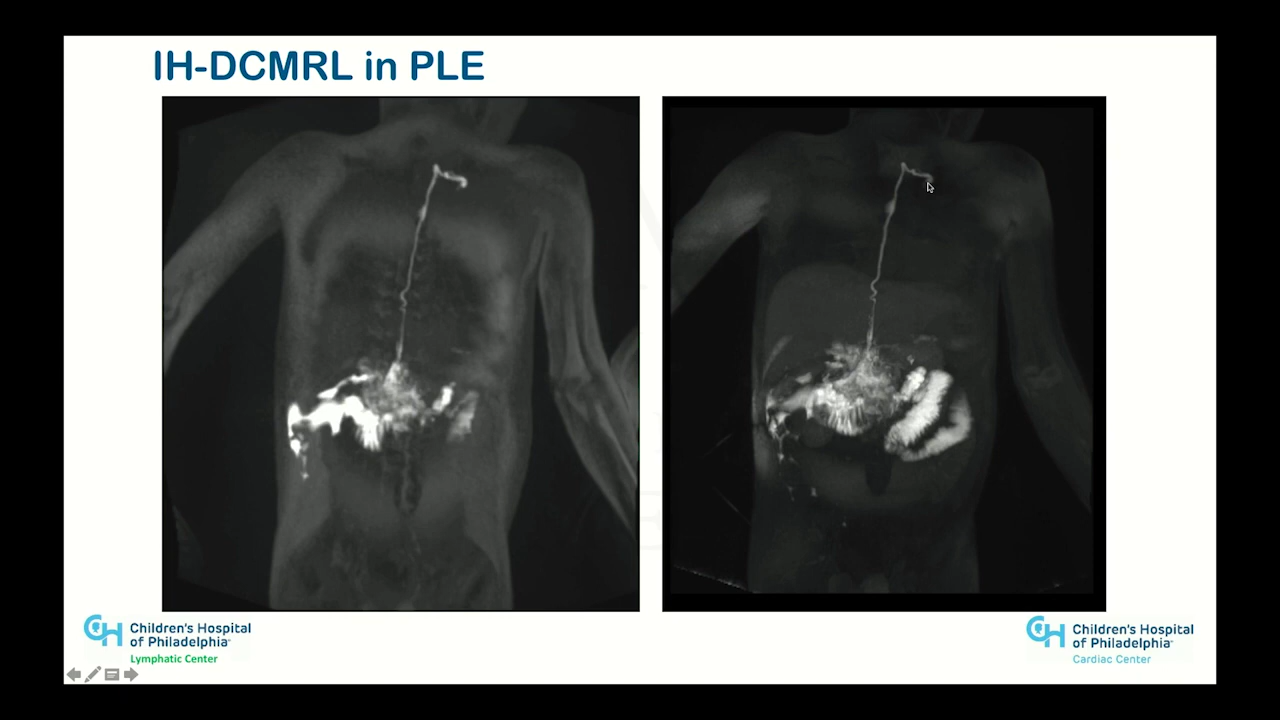 IH-DCMRL in PLE
Children's Hospital
of Philadelphia
Lymphatic Center
Children's Hospital
of Philadelphia
Cardiac Center